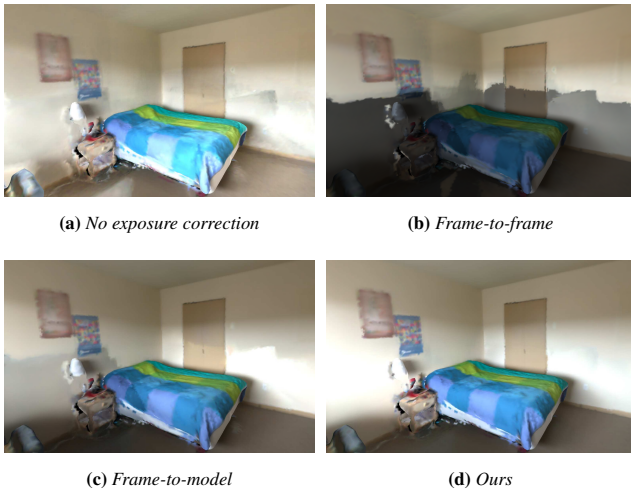 (a) No exposure correction
(b) Frame-to-frame
(c) Frame-to-model
(d) Ours